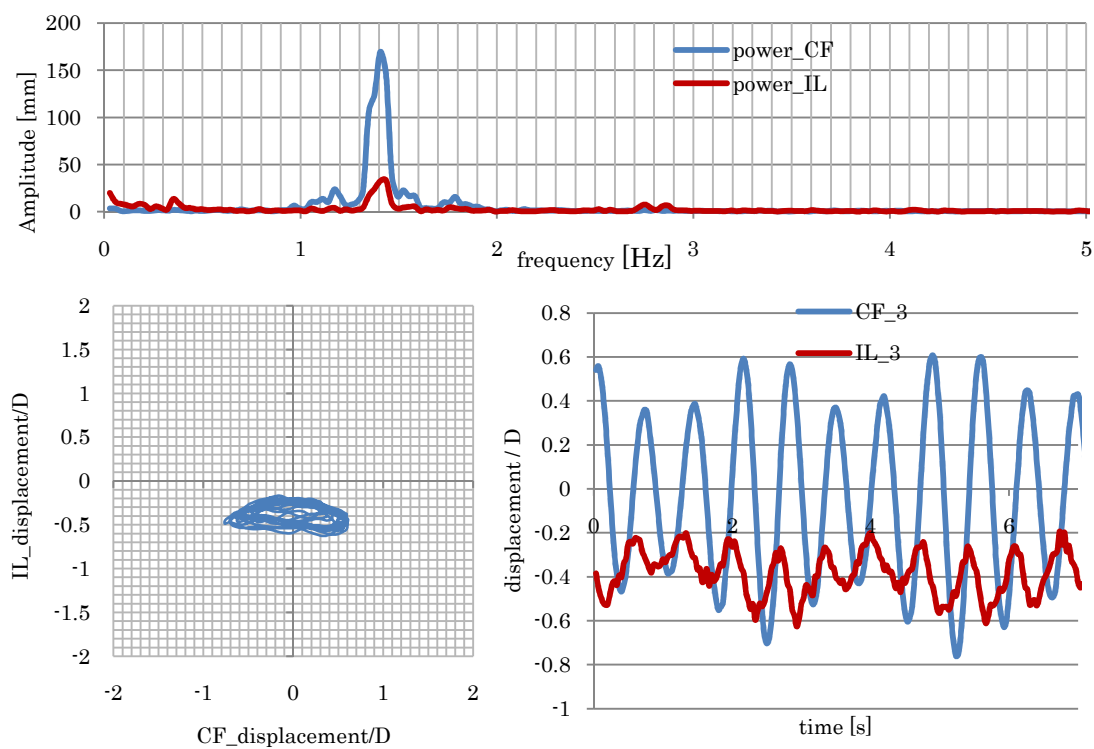 200
150
100
50
0
Amplitude [mm]
power_CF
power_IL
0 1 2 3 4 5
frequency [Hz]
2
1.5
1
0.5
0
-0.5
-1
-1.5
-2
IL_displacement/D
-2 -1 0 1 2
CF_displacement/D
0.8
0.6
0.4
0.2
0
-0.2
-0.4
-0.6
-0.8
-1
displacement / D
CF_3
IL_3
0 2 4 6
time [s]